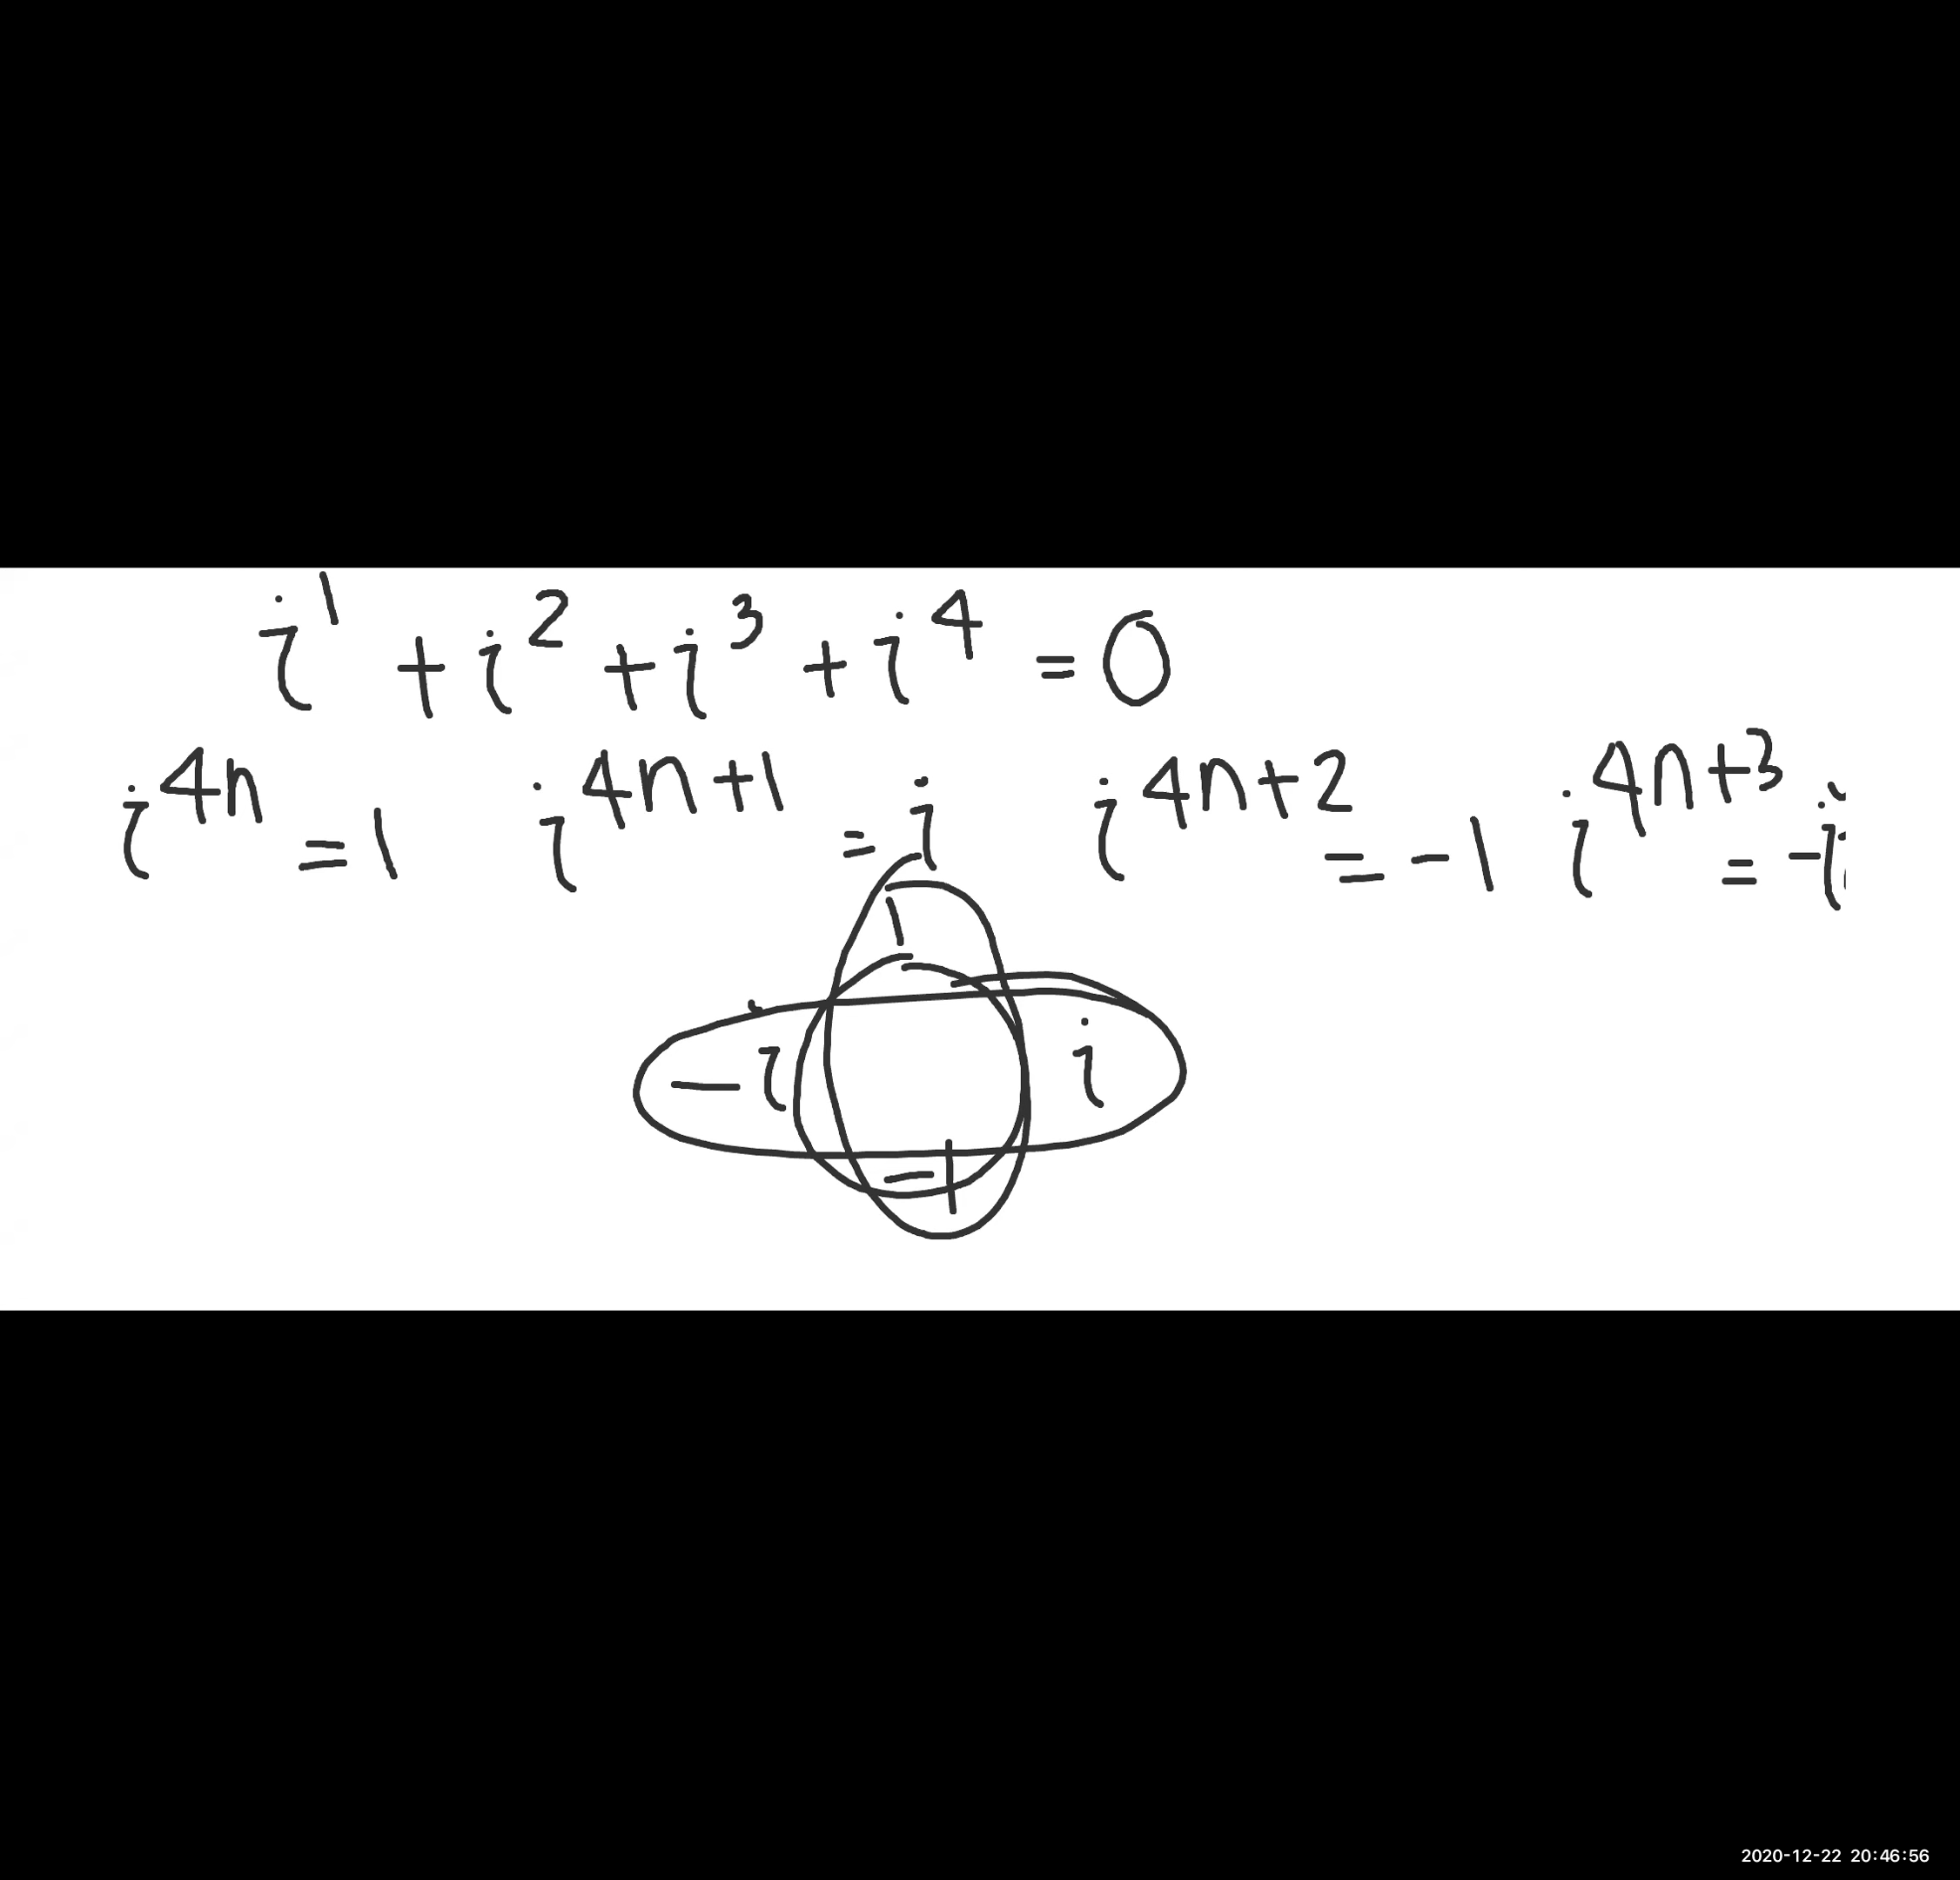 i¹ + i² + i³ + i⁴ = 0
i⁴ⁿ = 1 i⁴ⁿ⁺¹ = i i⁴ⁿ⁺² = -1 i⁴ⁿ⁺³ = -i
1
-i i
-1
2020-12-22 20:46:56